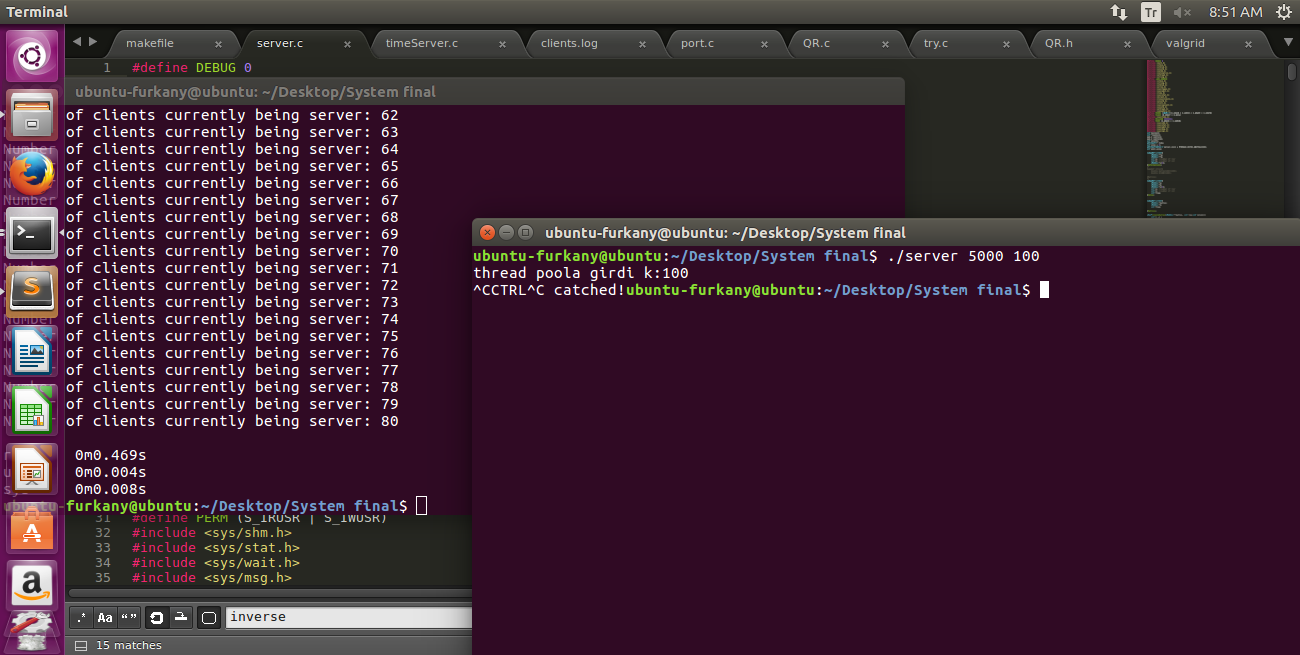 Terminal
Tr
8:51 AM
makefile × server.c × timeServer.c × clients.log × port.c × QR.c × try.c × QR.h × valgrid ×
1 #define DEBUG 0
ubuntu-furkany@ubuntu: ~/Desktop/System final
of clients currently being server: 62
of clients currently being server: 63
Number of clients currently being server: 64
of clients currently being server: 65
of clients currently being server: 66
Number of clients currently being server: 67
of clients currently being server: 68
of clients currently being server: 69
of clients currently being server: 70
of clients currently being server: 71
of clients currently being server: 72
of clients currently being server: 73
Number of clients currently being server: 74
of clients currently being server: 75
of clients currently being server: 76
of clients currently being server: 77
of clients currently being server: 78
of clients currently being server: 79
of clients currently being server: 80
0m0.469s
0m0.004s
sys 0m0.008s
ubuntu-furkany@ubuntu:~/Desktop/System final$
31 #define PERM (S_IRUSR | S_IWUSR)
32 #include <sys/shm.h>
33 #include <sys/stat.h>
34 #include <sys/wait.h>
35 #include <sys/msg.h>
.* Aa “ ” inverse
15 matches
ubuntu-furkany@ubuntu: ~/Desktop/System final
ubuntu-furkany@ubuntu:~/Desktop/System final$ ./server 5000 100
thread poola girdi k:100
^CCTRL^C catched!ubuntu-furkany@ubuntu:~/Desktop/System final$